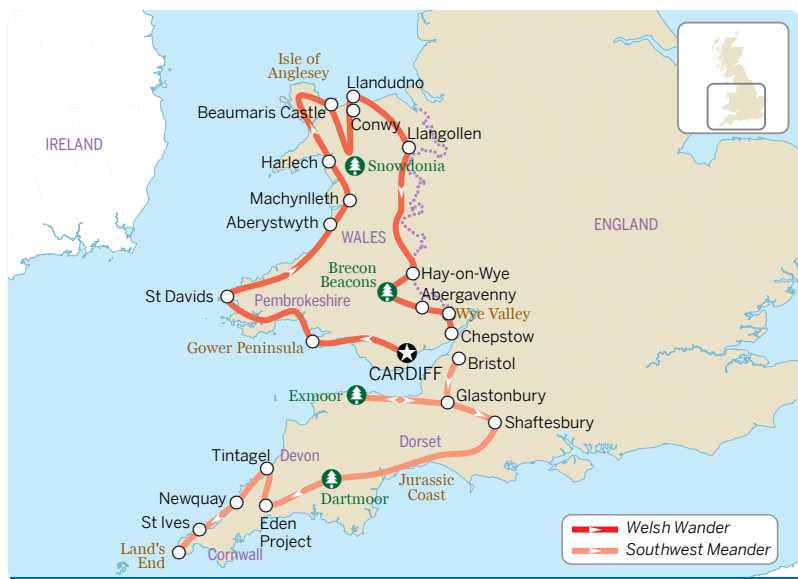 Isle of
Anglesey
Llandudno
Beaumaris Castle
Conwy
Llangollen
IRELAND
Harlech
Snowdonia
Machynlleth
Aberystwyth
WALES
ENGLAND
Brecon
Beacons
Hay-on-Wye
St Davids
Pembrokeshire
Abergavenny
Wye Valley
Gower Peninsula
Chepstow
CARDIFF
Bristol
Exmoor
Glastonbury
Shaftesbury
Dorset
Tintagel
Devon
Jurassic
Coast
Dartmoor
Newquay
St Ives
Eden
Project
Land's
End
Cornwall
Welsh Wander
Southwest Meander